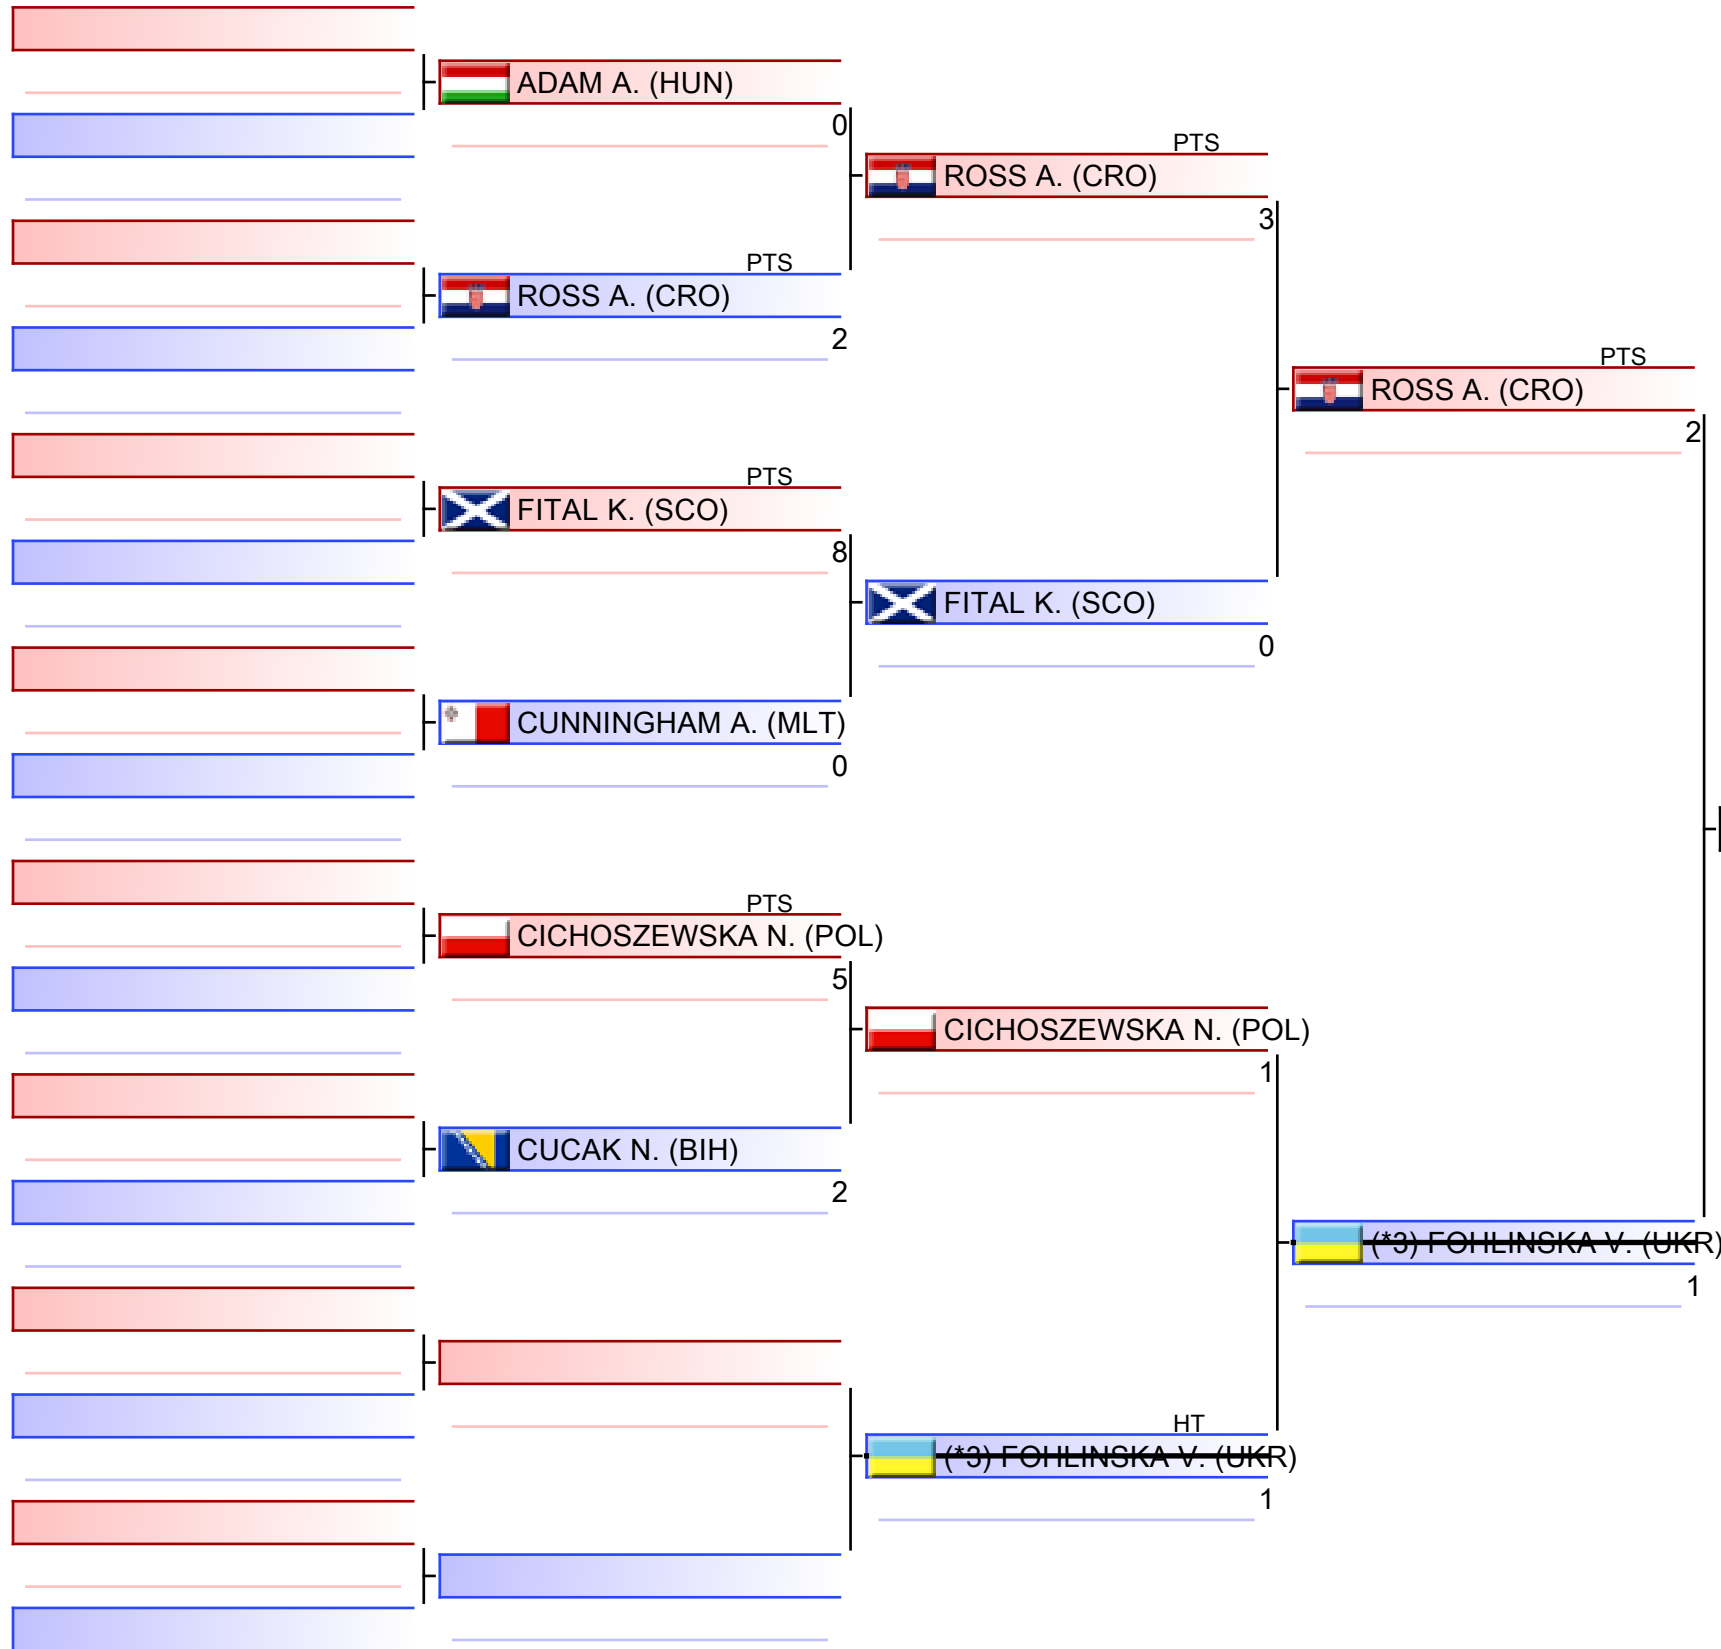 ADAM A. (HUN)
0
PTS
ROSS A. (CRO)
2
PTS
FITAL K. (SCO)
8
CUNNINGHAM A. (MLT)
0
PTS
CICHOSZEWSKA N. (POL)
5
CUCAK N. (BIH)
2
PTS
ROSS A. (CRO)
3
FITAL K. (SCO)
0
CICHOSZEWSKA N. (POL)
1
HT
(*3) FOHLINSKA V. (UKR)
1
PTS
ROSS A. (CRO)
2
(*3) FOHLINSKA V. (UKR)
1